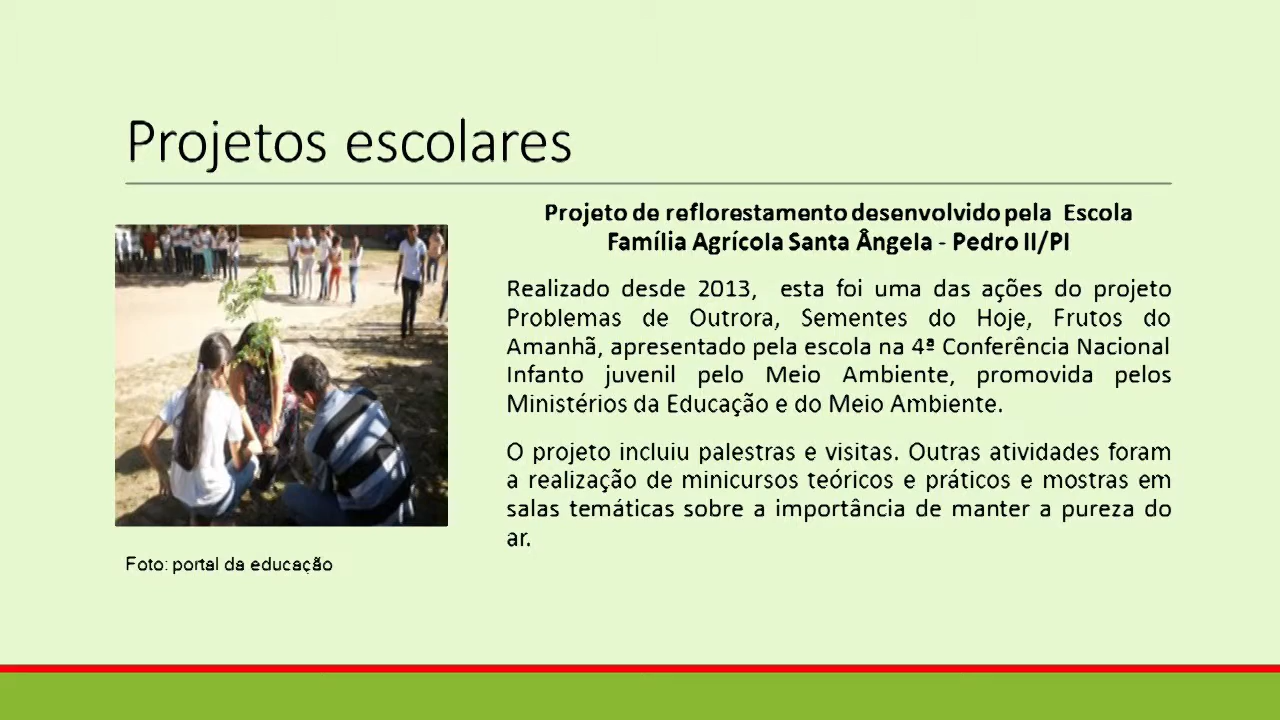 Projetos escolares
Projeto de reflorestamento desenvolvido pela Escola
Família Agrícola Santa Ângela - Pedro II/PI
Realizado desde 2013, esta foi uma das ações do projeto
Problemas de Outrora, Sementes do Hoje, Frutos do
Amanhã, apresentado pela escola na 4ª Conferência Nacional
Infanto juvenil pelo Meio Ambiente, promovida pelos
Ministérios da Educação e do Meio Ambiente.
O projeto incluiu palestras e visitas. Outras atividades foram
a realização de minicursos teóricos e práticos e mostras em
salas temáticas sobre a importância de manter a pureza do
ar.
Foto: portal da educação